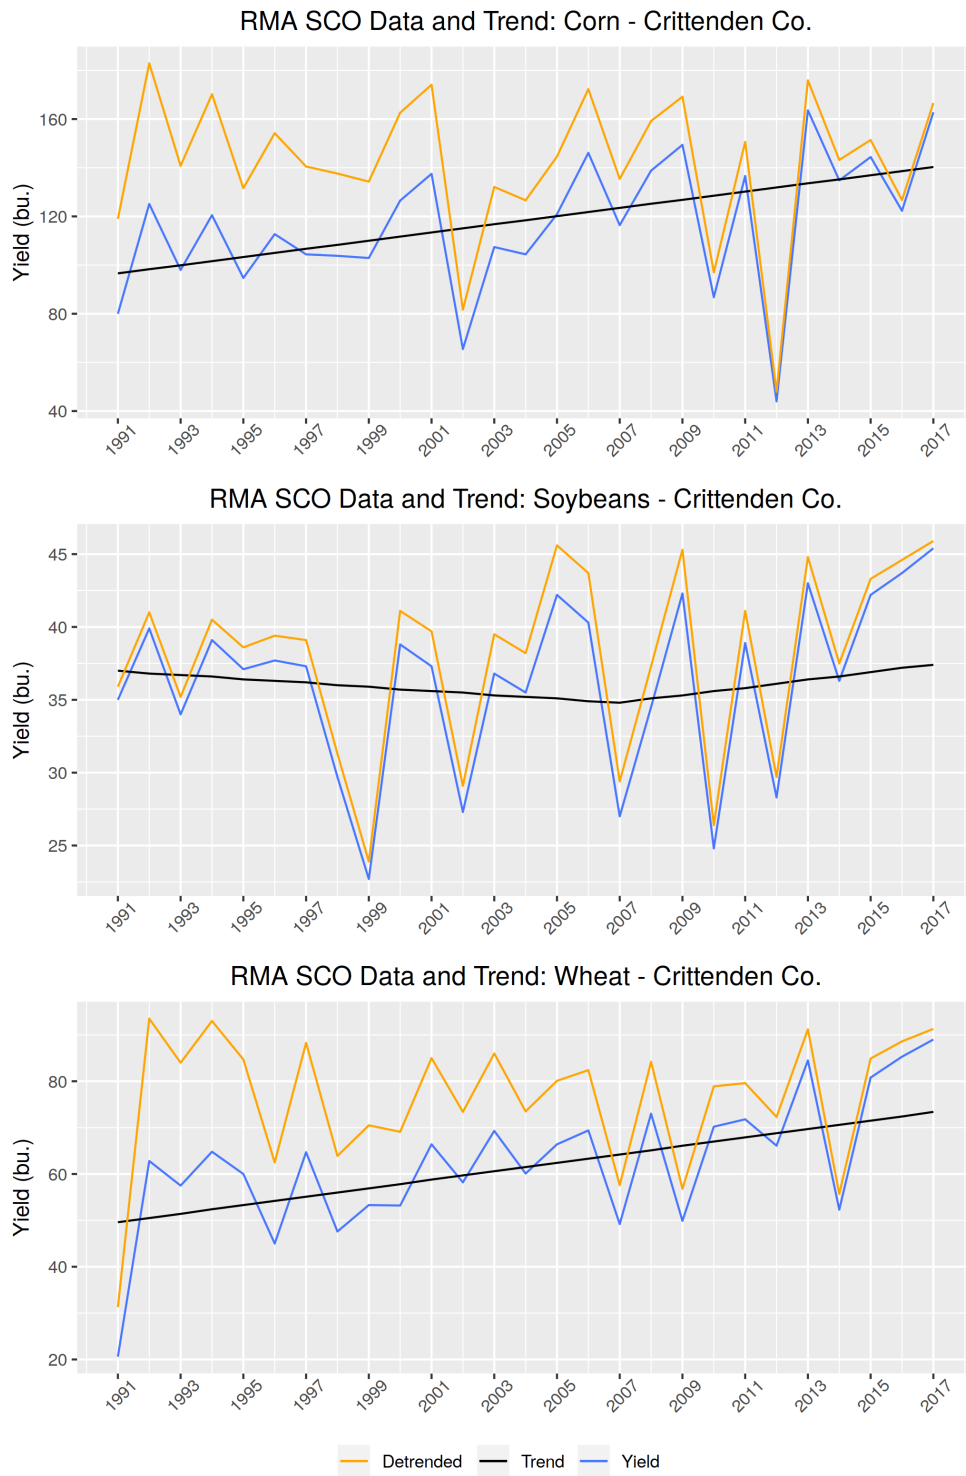 RMA SCO Data and Trend: Corn - Crittenden Co.
Yield (bu.)
160
120
80
40
1991 1993 1995 1997 1999 2001 2003 2005 2007 2009 2011 2013 2015 2017
RMA SCO Data and Trend: Soybeans - Crittenden Co.
Yield (bu.)
45
40
35
30
25
1991 1993 1995 1997 1999 2001 2003 2005 2007 2009 2011 2013 2015 2017
RMA SCO Data and Trend: Wheat - Crittenden Co.
Yield (bu.)
80
60
40
20
1991 1993 1995 1997 1999 2001 2003 2005 2007 2009 2011 2013 2015 2017
Detrended Trend Yield